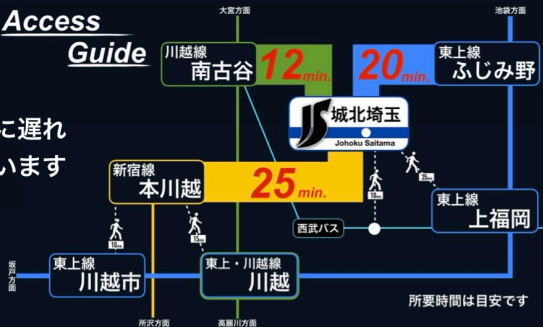 Access
Guide
大宮方面
池袋方面
川越線
南古谷
12min.
20min.
東上線
ふじみ野
に遅れ
います
JS
城北埼玉
Johoku Saitama
新宿線
本川越
25min.
西武バス
東上線
上福岡
坂戸方面
東上線
川越市
東上・川越線
川越
所沢方面
高麗川方面
所要時間は目安です